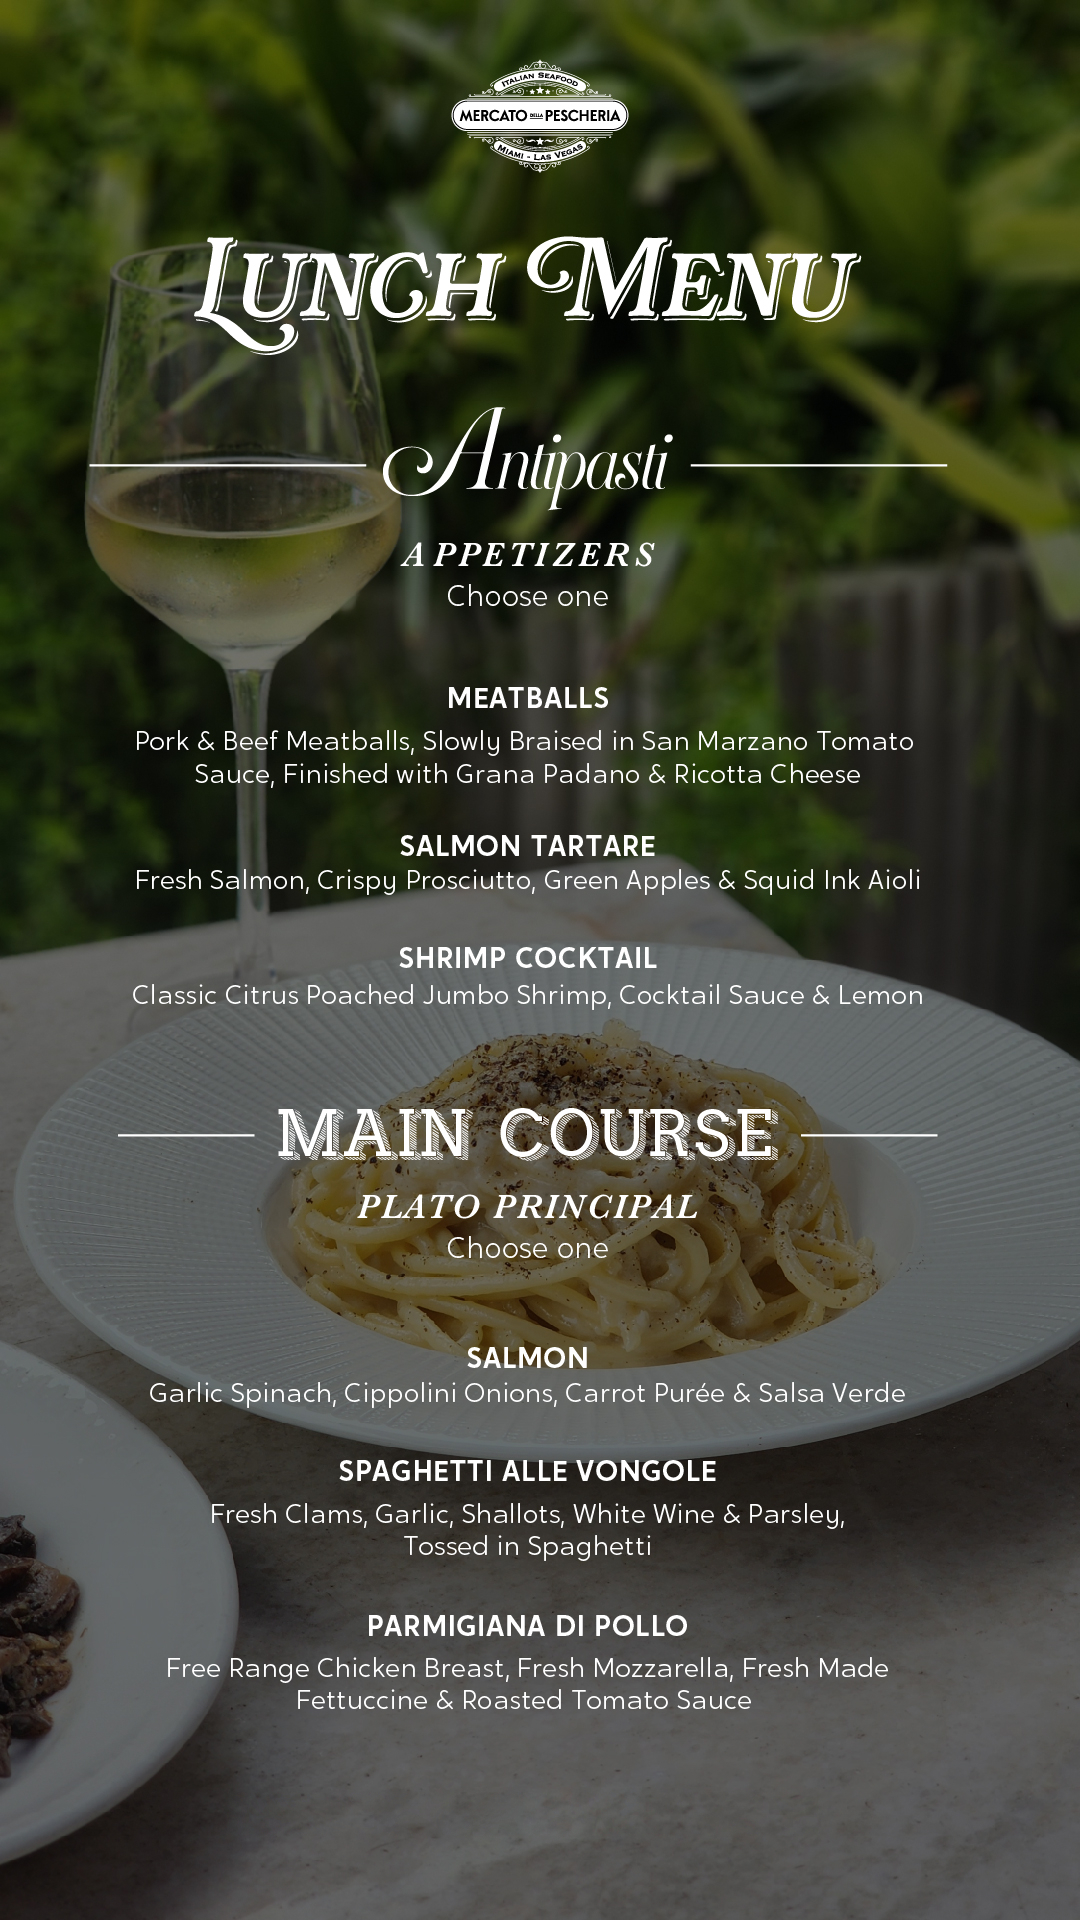 ITALIAN SEAFOOD
MERCATO DELLA PESCHERIA
MIAMI - LAS VEGAS
LUNCH MENU
Antipasti
APPETIZERS
Choose one
MEATBALLS
Pork & Beef Meatballs, Slowly Braised in San Marzano Tomato
Sauce, Finished with Grana Padano & Ricotta Cheese
SALMON TARTARE
Fresh Salmon, Crispy Prosciutto, Green Apples & Squid Ink Aioli
SHRIMP COCKTAIL
Classic Citrus Poached Jumbo Shrimp, Cocktail Sauce & Lemon
MAIN COURSE
PLATO PRINCIPAL
Choose one
SALMON
Garlic Spinach, Cippolini Onions, Carrot Purée & Salsa Verde
SPAGHETTI ALLE VONGOLE
Fresh Clams, Garlic, Shallots, White Wine & Parsley,
Tossed in Spaghetti
PARMIGIANA DI POLLO
Free Range Chicken Breast, Fresh Mozzarella, Fresh Made
Fettuccine & Roasted Tomato Sauce